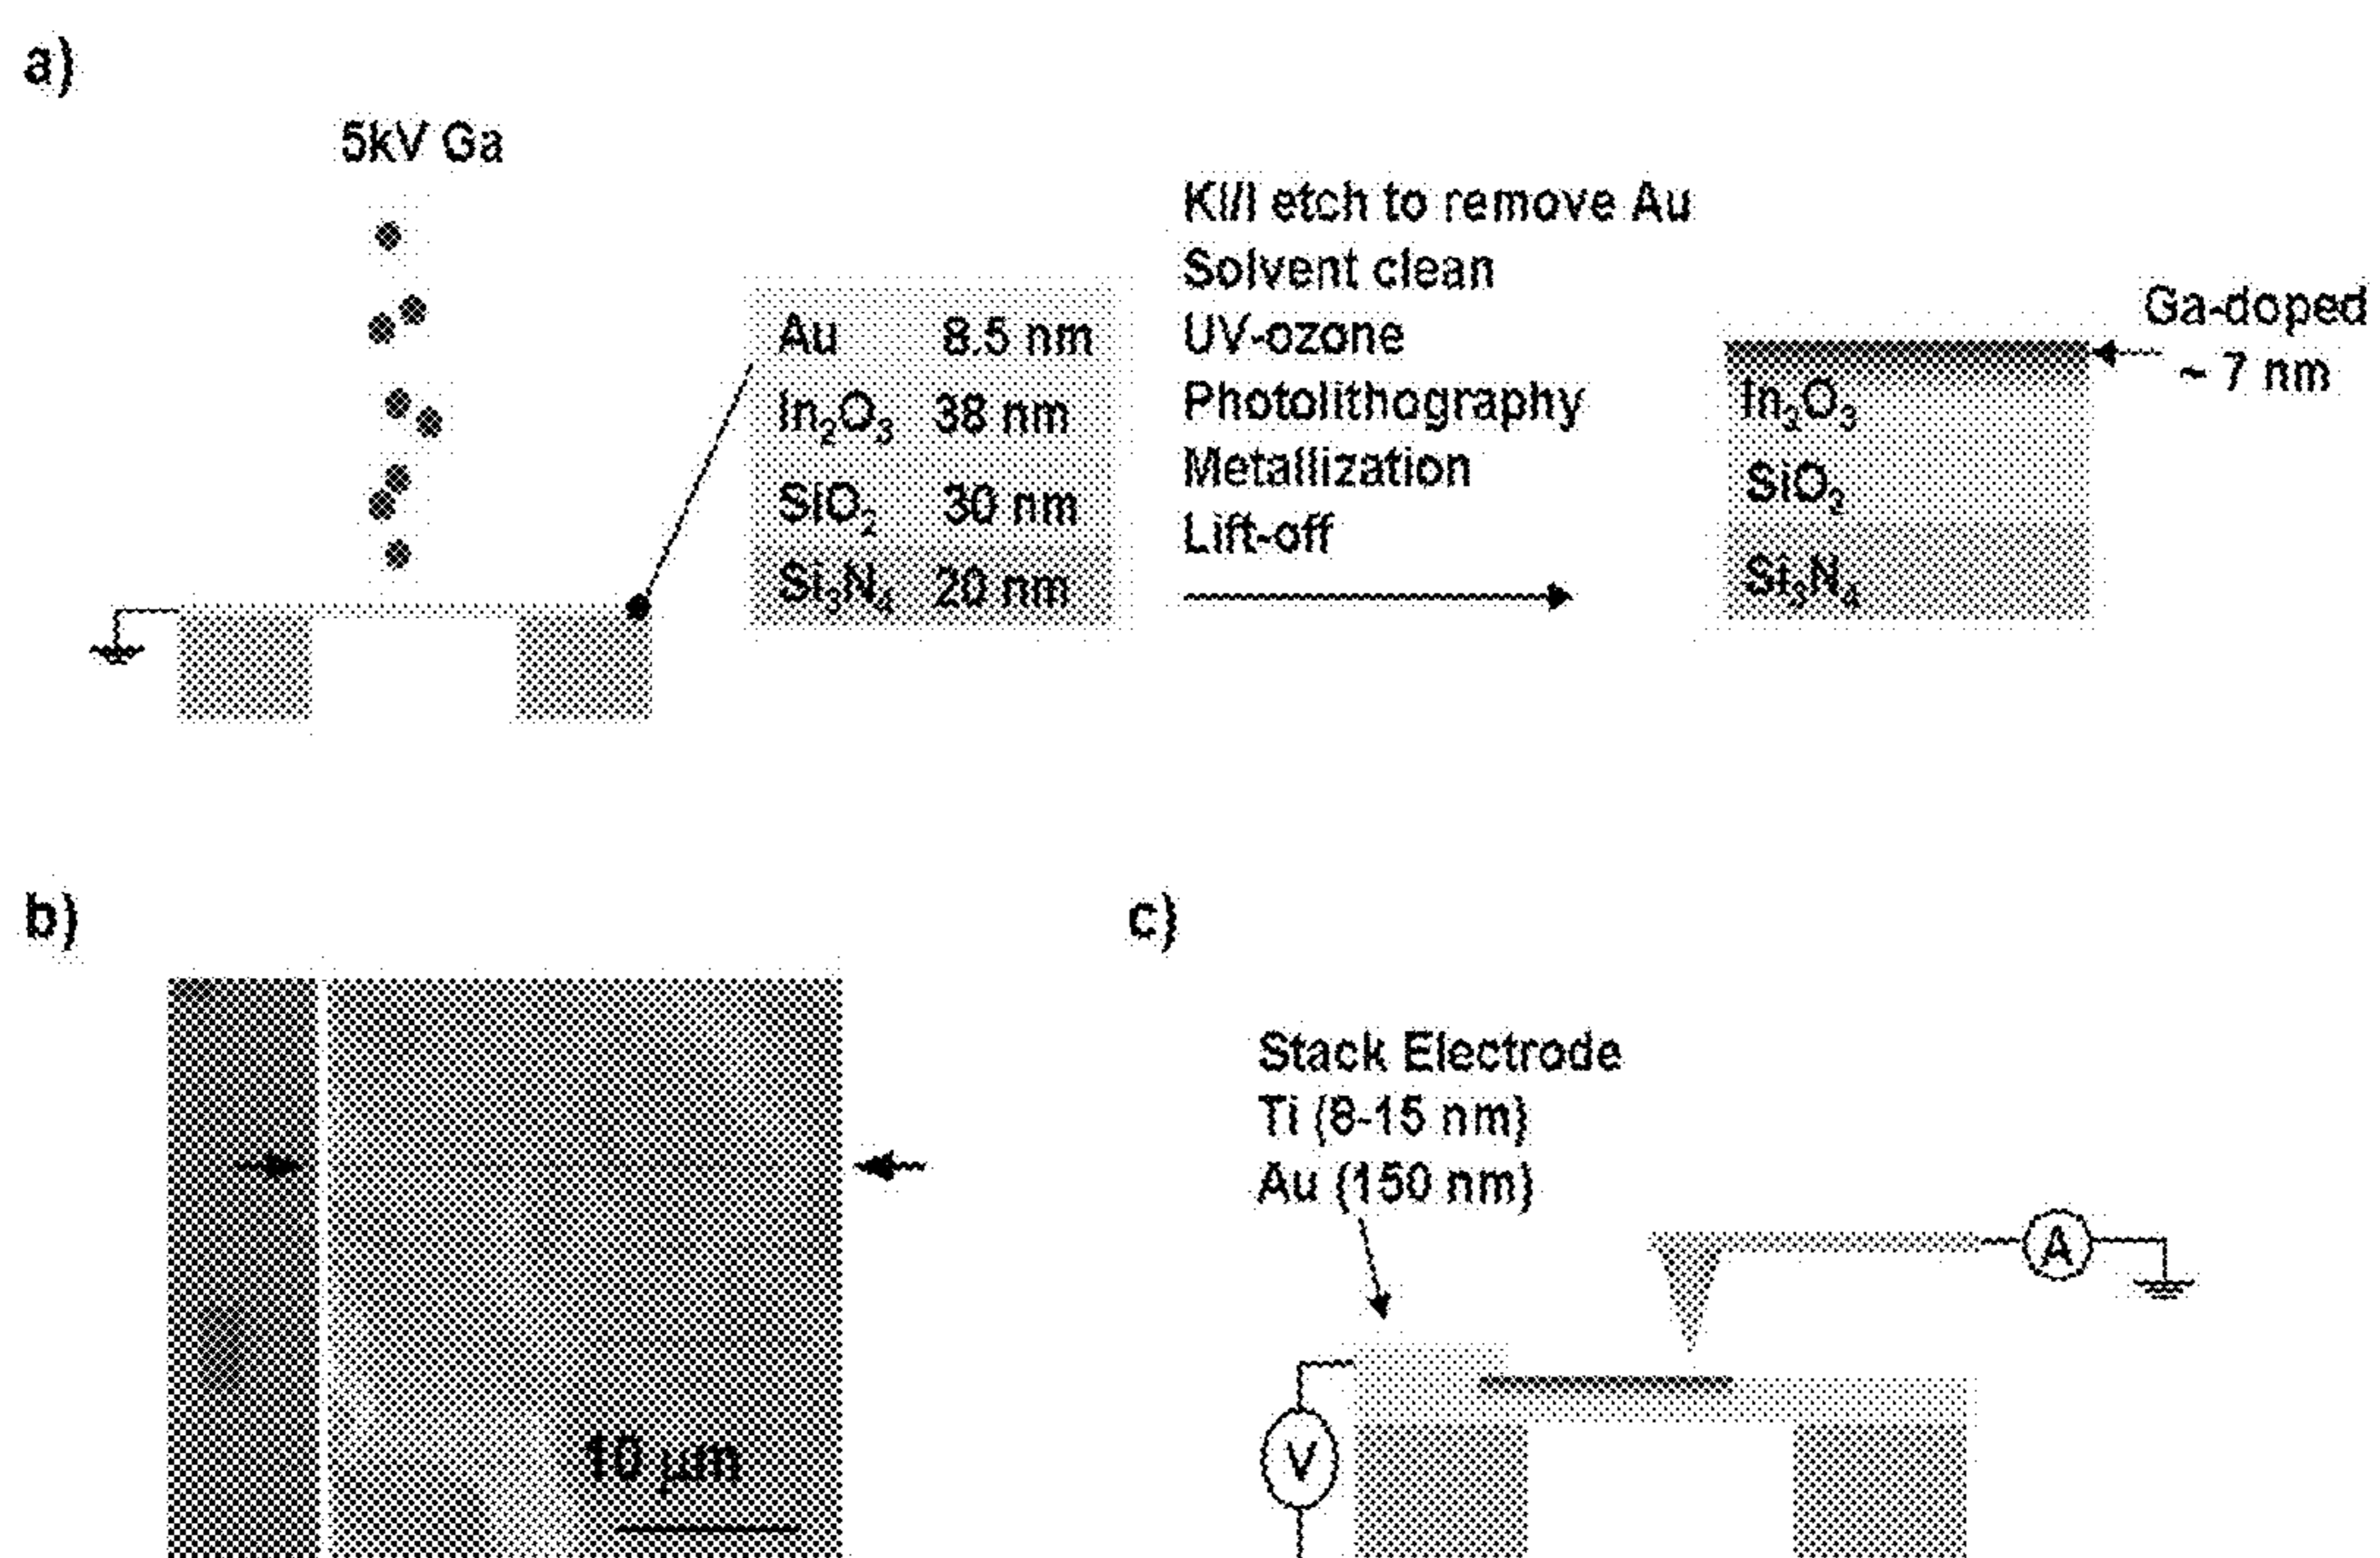 a)
5kV Ga
Au 8.5 nm
In₂O₃ 38 nm
SiO₂ 30 nm
Si₃N₄ 20 nm
KI/I etch to remove Au
Solvent clean
UV-ozone
Photolithography
Metallization
Lift-off
Ga-doped
~ 7 nm
In₂O₃
SiO₂
Si₃N₄
b)
10 μm
c)
Stack Electrode
Ti (8-15 nm)
Au (150 nm)
A
V